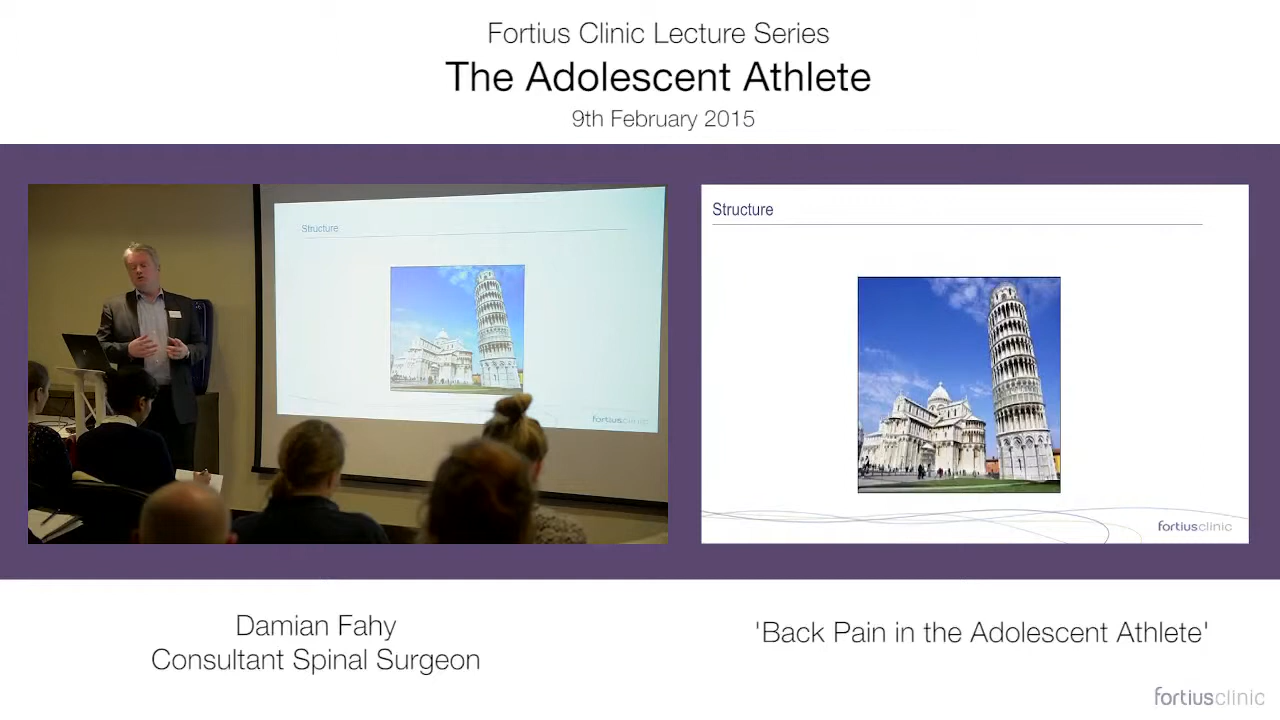 Fortius Clinic Lecture Series
The Adolescent Athlete
9th February 2015
Structure
fortiusclinic
Structure
fortiusclinic
Damian Fahy
Consultant Spinal Surgeon
'Back Pain in the Adolescent Athlete'
fortiusclinic